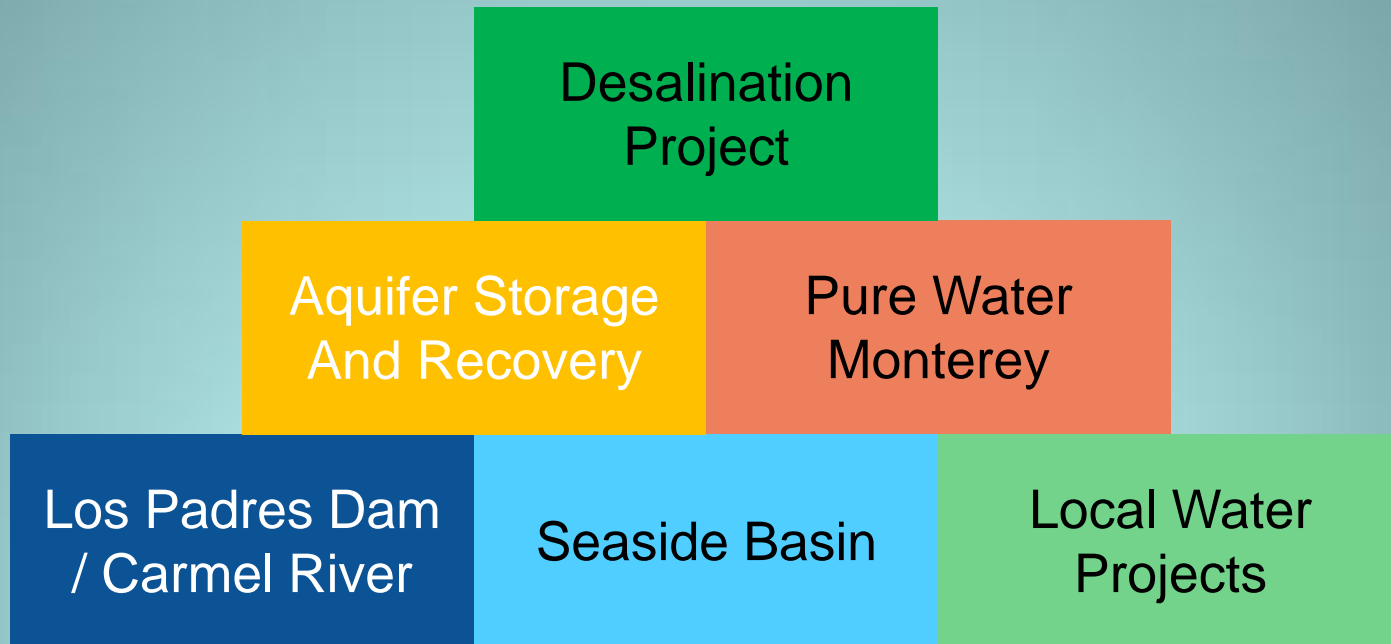 Desalination
Project
Aquifer Storage
And Recovery
Pure Water
Monterey
Los Padres Dam
/ Carmel River
Seaside Basin
Local Water
Projects